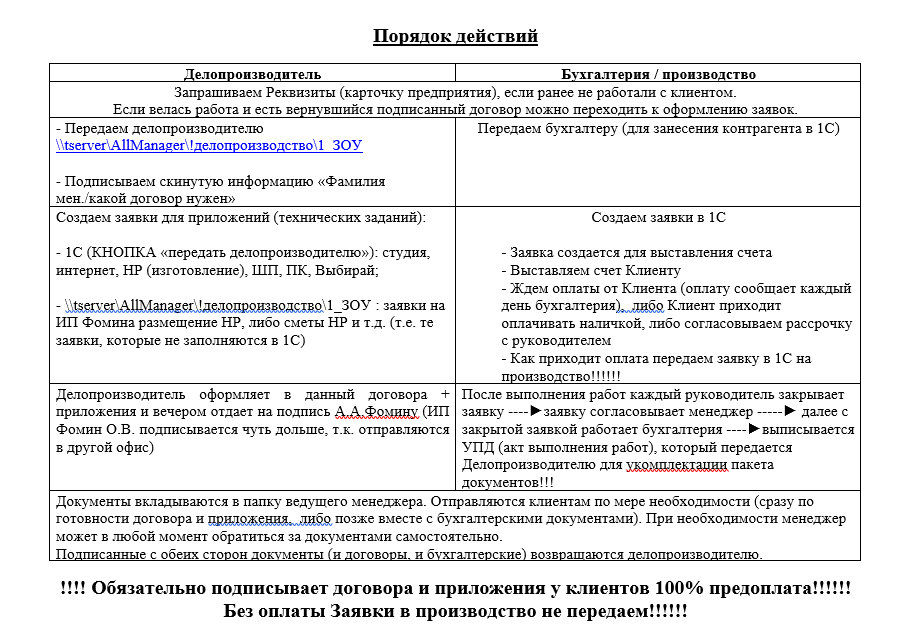 Порядок действий
Делопроизводитель
Бухгалтерия / производство
Запрашиваем Реквизиты (карточку предприятия), если ранее не работали с клиентом.
Если велась работа и есть вернувшийся подписанный договор можно переходить к оформлению заявок.
- Передаем делопроизводителю
\\tserver\AllManager\!делопроизводство\1_ЗОУ
- Подписываем скинутую информацию «Фамилия
мен./какой договор нужен»
Передаем бухгалтеру (для занесения контрагента в 1С)
Создаем заявки для приложений (технических заданий):
- 1С (КНОПКА «передать делопроизводителю»): студия,
интернет, НР (изготовление), ШП, ПК, Выбирай;
- \\tserver\AllManager\!делопроизводство\1_ЗОУ : заявки на
ИП Фомина размещение НР, либо сметы НР и т.д. (т.е. те
заявки, которые не заполняются в 1С)
Создаем заявки в 1С
- Заявка создается для выставления счета
- Выставляем счет Клиенту
- Ждем оплаты от Клиента (оплату сообщает каждый
день бухгалтерия), либо Клиент приходит
оплачивать наличкой, либо согласовываем рассрочку
с руководителем
- Как приходит оплата передаем заявку в 1С на
производство!!!!!!
Делопроизводитель оформляет в данный договора +
приложения и вечером отдает на подпись А.А.Фомину (ИП
Фомин О.В. подписывается чуть дольше, т.к. отправляются
в другой офис)
После выполнения работ каждый руководитель закрывает
заявку ----►заявку согласовывает менеджер -----► далее с
закрытой заявкой работает бухгалтерия ----►выписывается
УПД (акт выполнения работ), который передается
Делопроизводителю для укомплектации пакета
документов!!!
Документы вкладываются в папку ведущего менеджера. Отправляются клиентам по мере необходимости (сразу по
готовности договора и приложения, либо позже вместе с бухгалтерскими документами). При необходимости менеджер
может в любой момент обратиться за документами самостоятельно.
Подписанные с обеих сторон документы (и договоры, и бухгалтерские) возвращаются делопроизводителю.
!!!! Обязательно подписывает договора и приложения у клиентов 100% предоплата!!!!!!
Без оплаты Заявки в производство не передаем!!!!!!